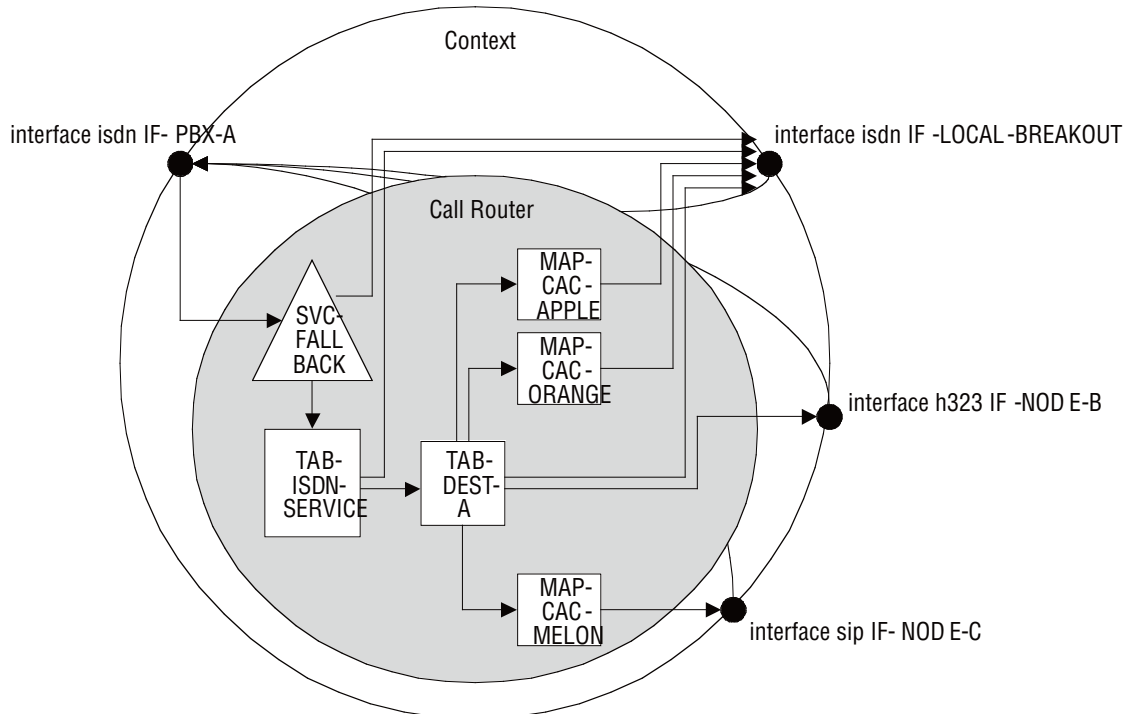 Context
interface isdn IF- PBX-A
interface isdn IF -LOCAL -BREAKOUT
Call Router
SVC-
FALL
BACK
MAP-
CAC -
APPLE
MAP-
CAC -
ORANGE
interface h323 IF -NOD E-B
TAB-
ISDN-
SERVICE
TAB-
DEST-
A
MAP-
CAC -
MELON
interface sip IF- NOD E-C